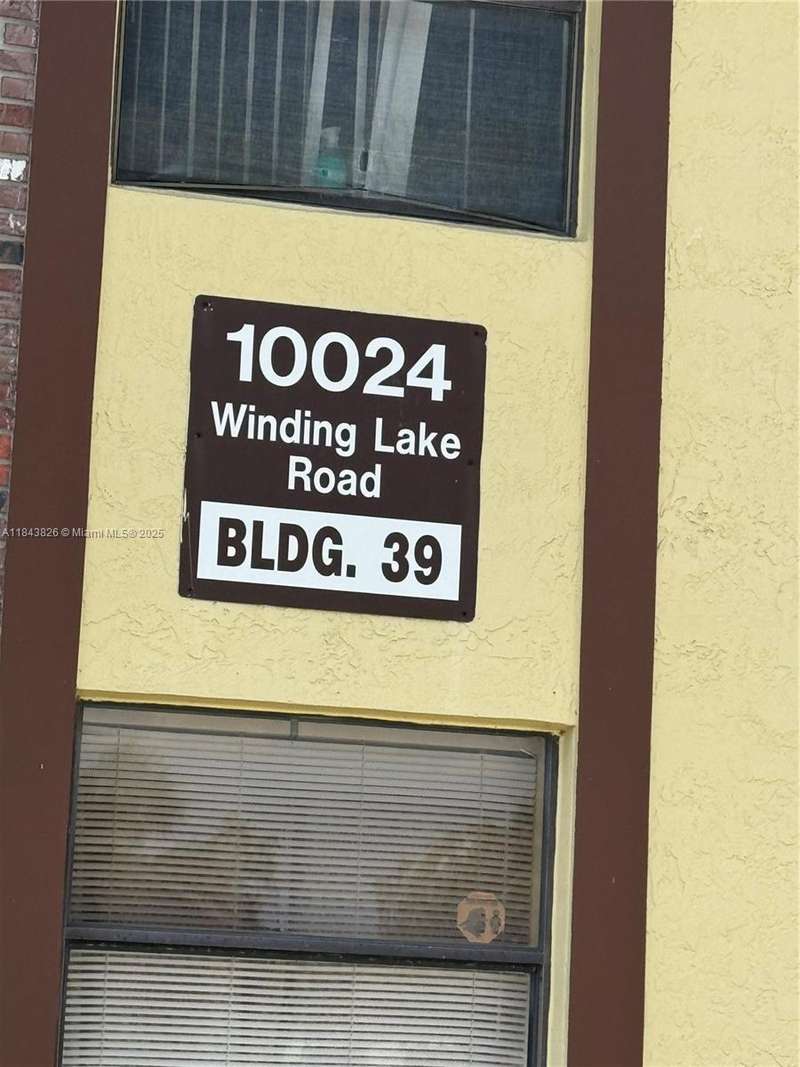 10024
Winding Lake
Road
BLDG. 39
A11843826 © Miami MLS® 2025